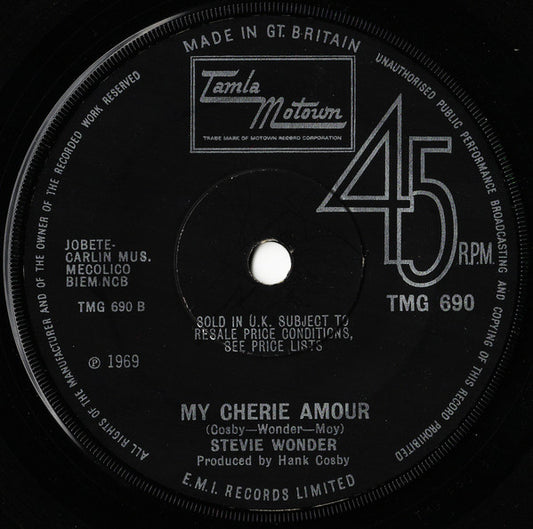 MADE IN GT. BRITAIN
Tamla
Motown
TRADE MARK OF MOTOWN RECORD CORPORATION
UNAUTHORISED PUBLIC PERFORMANCE BROADCASTING AND COPYING OF THIS RECORD PROHIBITED
ALL RIGHTS OF THE MANUFACTURER AND OF THE OWNER OF THE RECORDED WORK RESERVED
45
R.P.M.
JOBETE-
CARLIN MUS.
MECOLICO
BIEM.NCB
TMG 690 B
TMG 690
SOLD IN U.K. SUBJECT TO
RESALE PRICE CONDITIONS,
SEE PRICE LISTS
℗ 1969
MY CHERIE AMOUR
(Cosby—Wonder—Moy)
STEVIE WONDER
Produced by Hank Cosby
E.M.I. RECORDS LIMITED